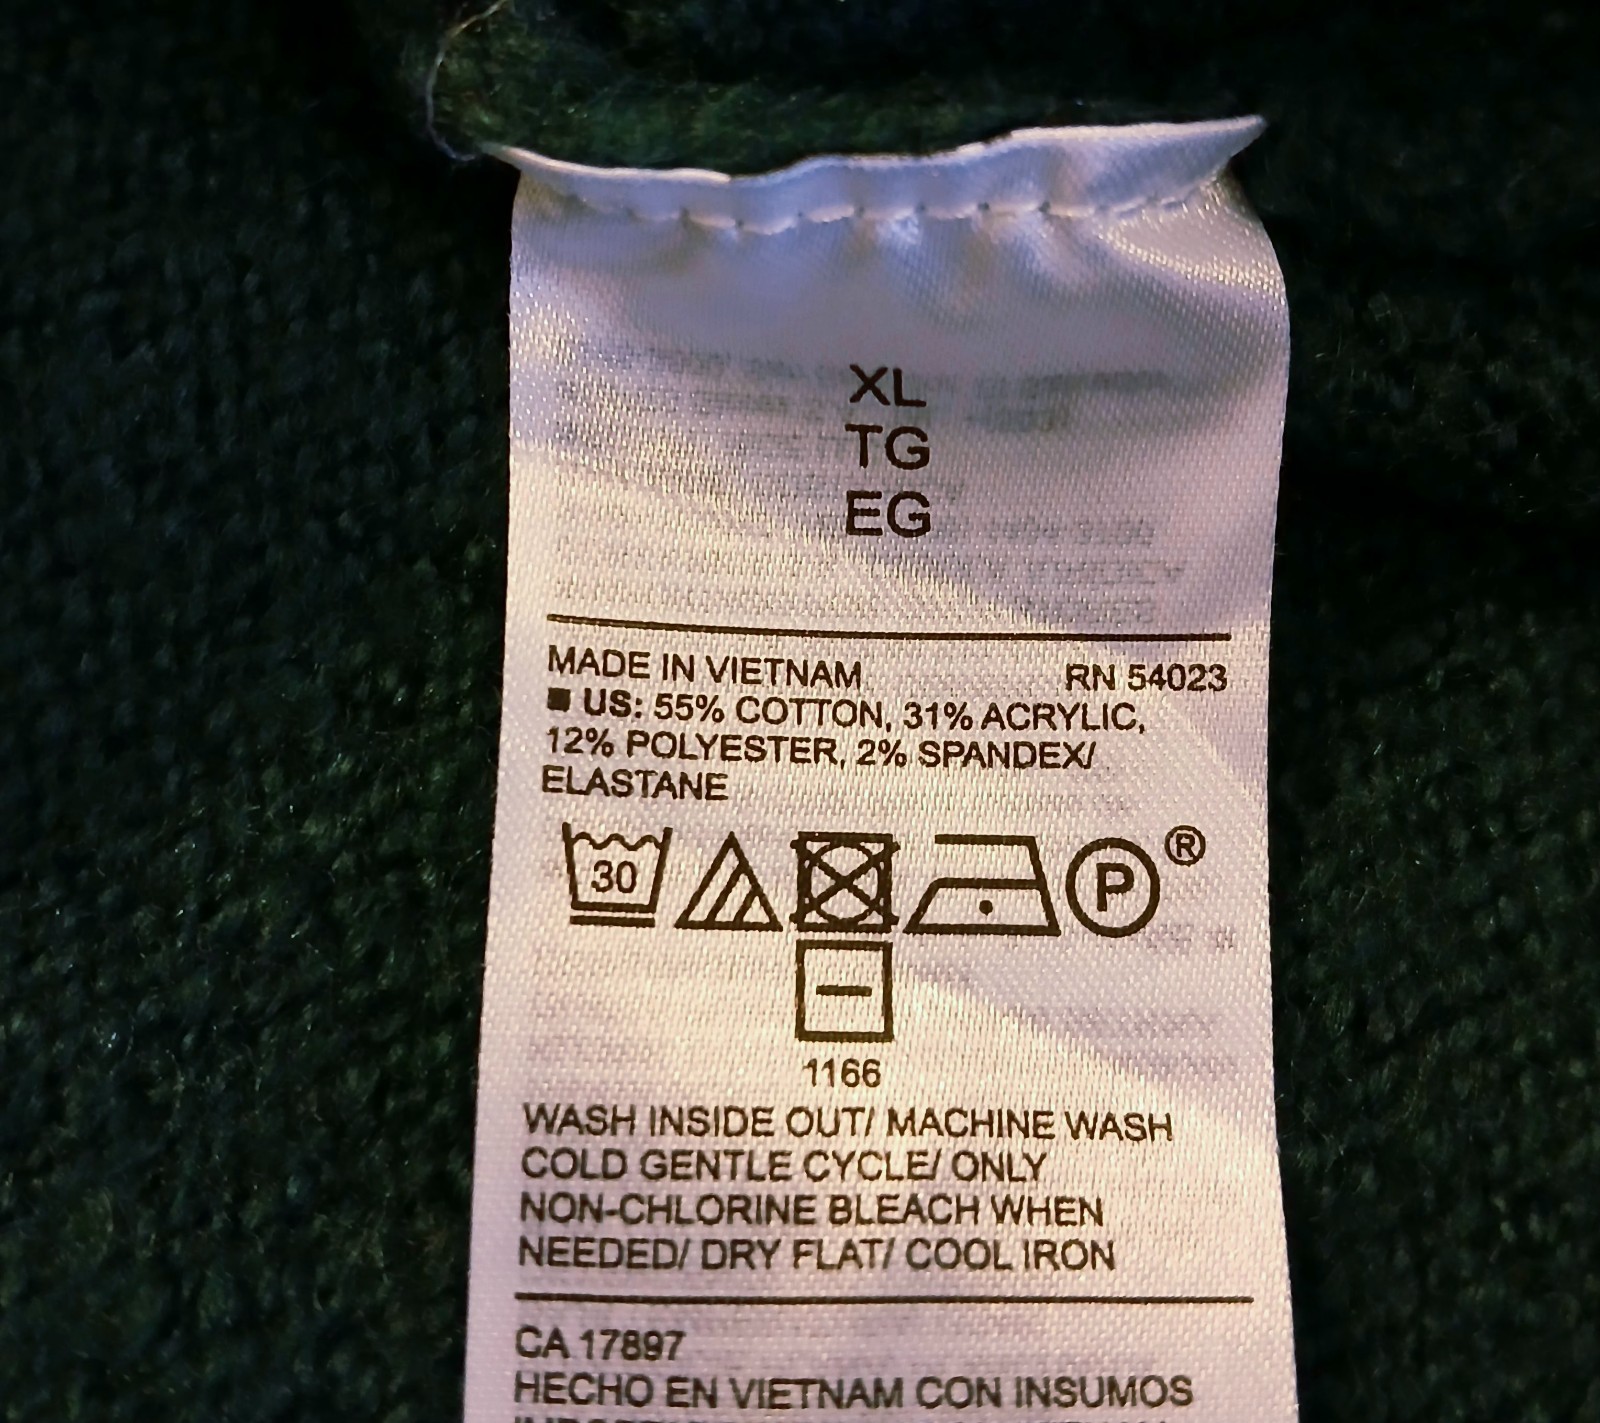 XL
TG
EG
MADE IN VIETNAM RN 54023
■ US: 55% COTTON, 31% ACRYLIC,
12% POLYESTER, 2% SPANDEX/
ELASTANE
30 P ®
1166
WASH INSIDE OUT/ MACHINE WASH
COLD GENTLE CYCLE/ ONLY
NON-CHLORINE BLEACH WHEN
NEEDED/ DRY FLAT/ COOL IRON
CA 17897
HECHO EN VIETNAM CON INSUMOS